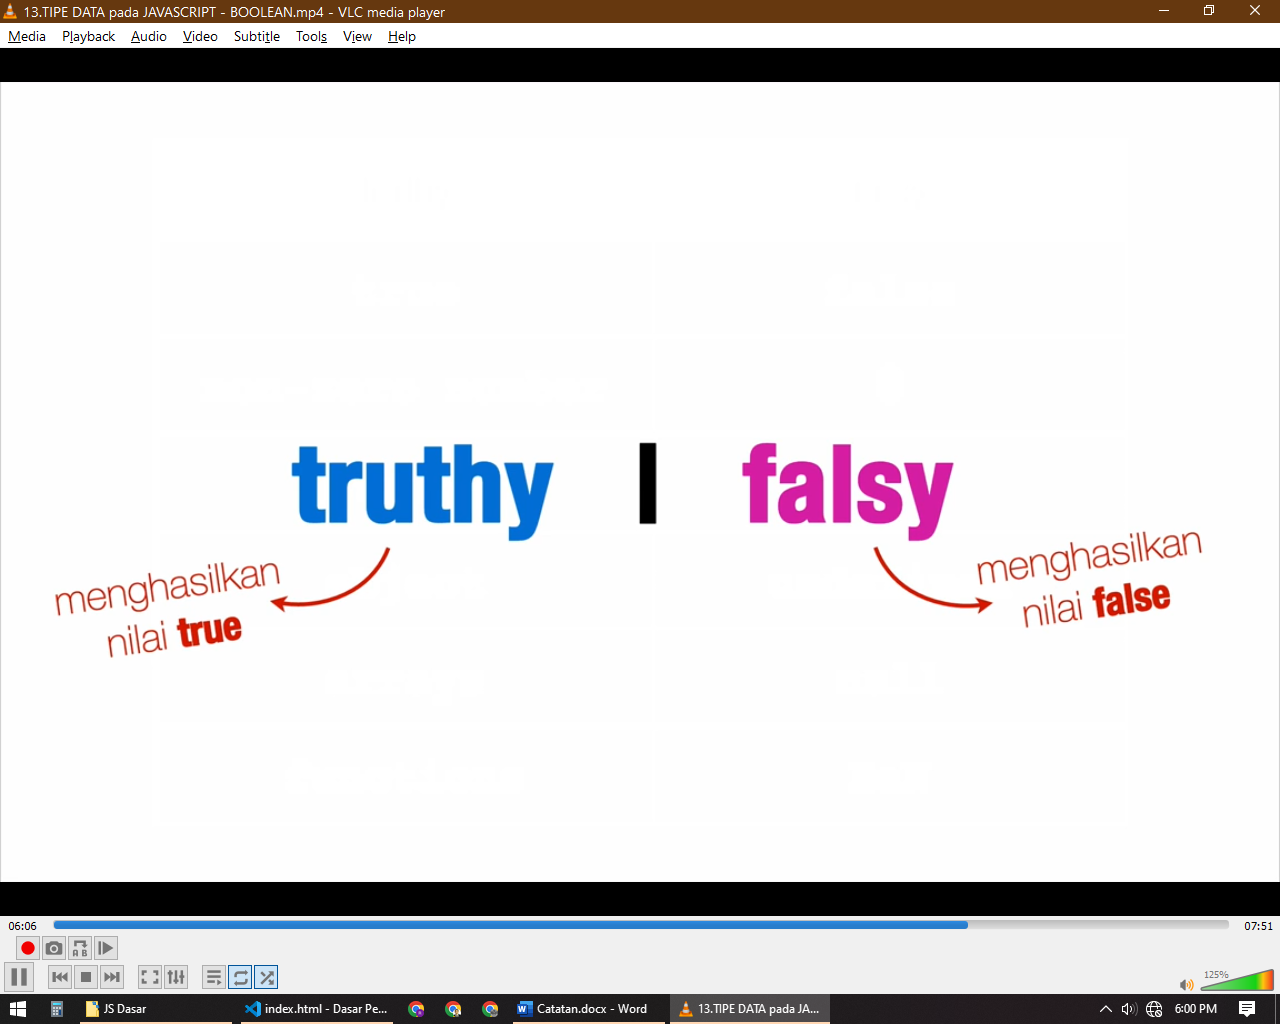 13.TIPE DATA pada JAVASCRIPT - BOOLEAN.mp4 - VLC media player
Media Playback Audio Video Subtitle Tools View Help
truthy | falsy
menghasilkan
nilai true
menghasilkan
nilai false
06:06
07:51
A B
125%
JS Dasar
index.html - Dasar Pe...
Catatan.docx - Word
13.TIPE DATA pada JA...
6:00 PM